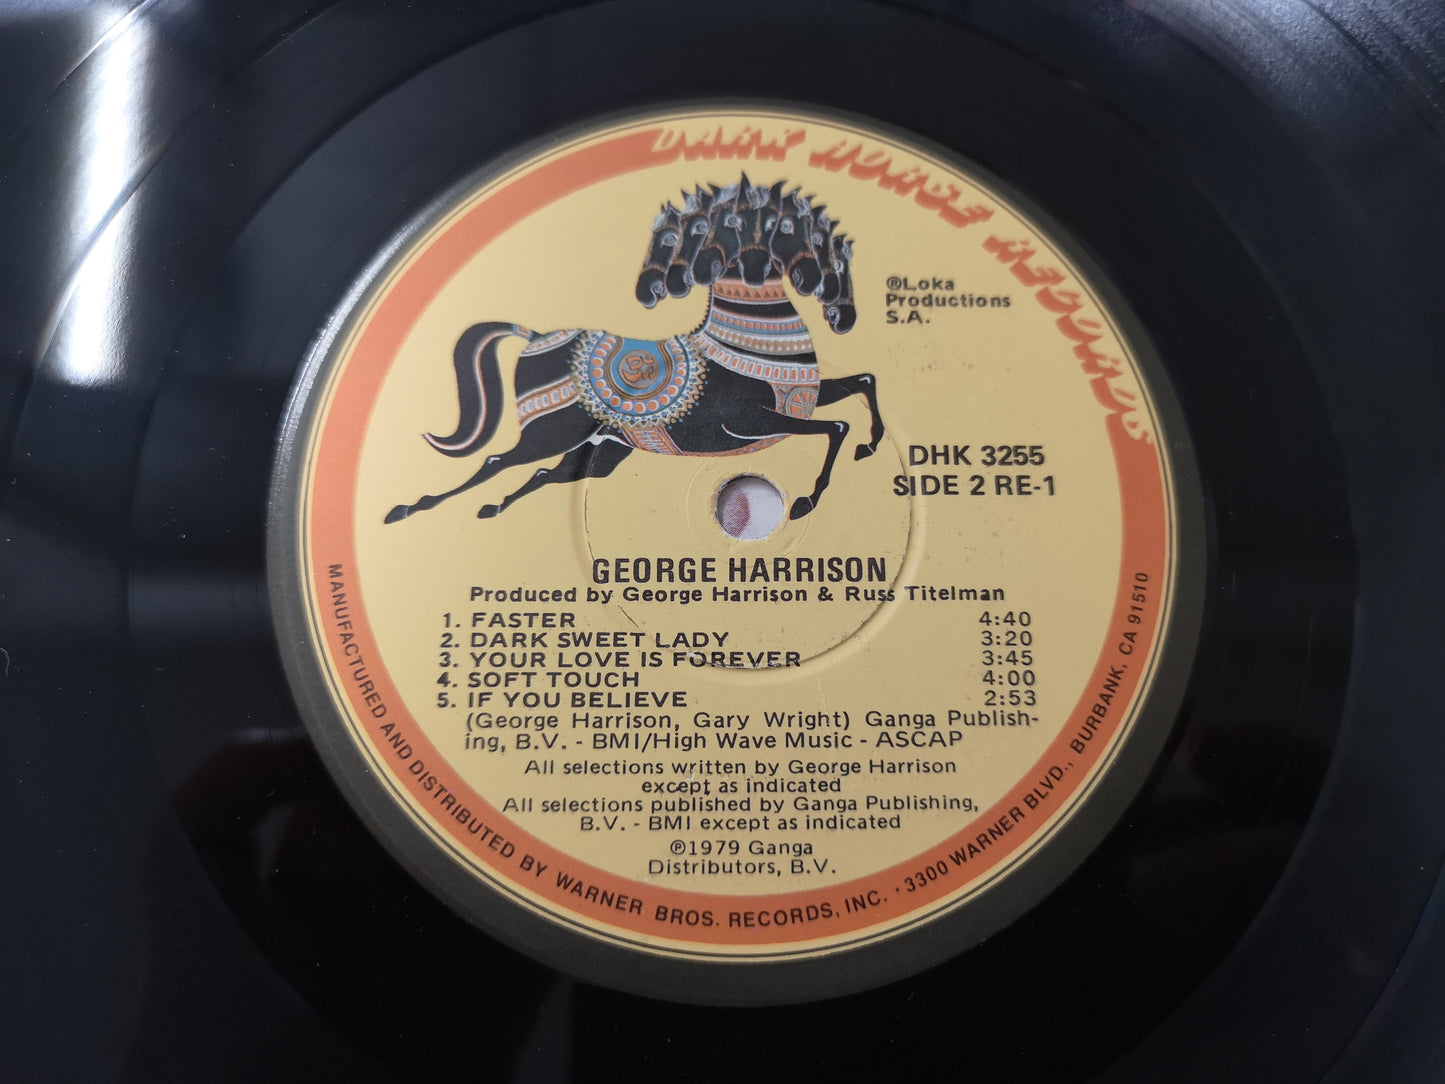 DARK HORSE RECORDS
®Loka
Productions
S.A.
DHK 3255
SIDE 2 RE-1
GEORGE HARRISON
Produced by George Harrison & Russ Titelman
1. FASTER 4:40
2. DARK SWEET LADY 3:20
3. YOUR LOVE IS FOREVER 3:45
4. SOFT TOUCH 4:00
5. IF YOU BELIEVE 2:53
(George Harrison, Gary Wright) Ganga Publish-
ing, B.V. - BMI/High Wave Music - ASCAP
All selections written by George Harrison
except as indicated
All selections published by Ganga Publishing,
B.V. - BMI except as indicated
℗1979 Ganga
Distributors, B.V.
MANUFACTURED AND DISTRIBUTED BY WARNER BROS. RECORDS, INC. • 3300 WARNER BLVD., BURBANK, CA 91510